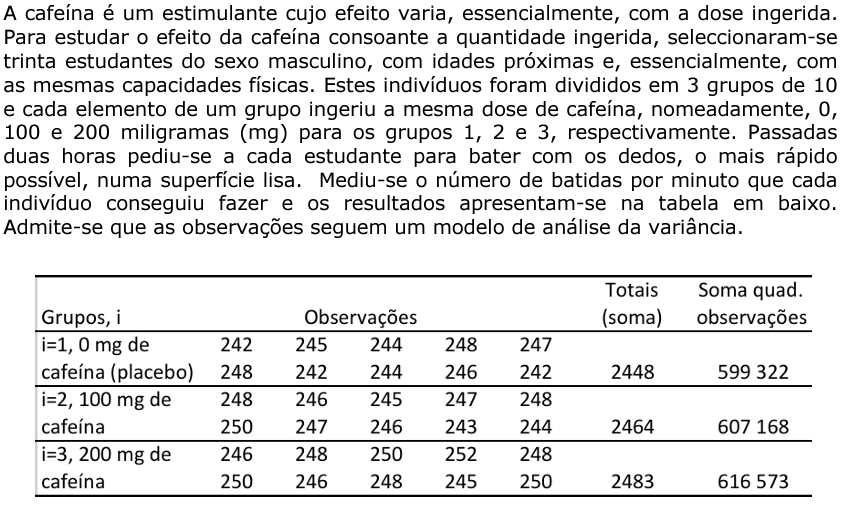 A cafeína é um estimulante cujo efeito varia, essencialmente, com a dose ingerida.
Para estudar o efeito da cafeína consoante a quantidade ingerida, seleccionaram-se
trinta estudantes do sexo masculino, com idades próximas e, essencialmente, com
as mesmas capacidades físicas. Estes indivíduos foram divididos em 3 grupos de 10
e cada elemento de um grupo ingeriu a mesma dose de cafeína, nomeadamente, 0,
100 e 200 miligramas (mg) para os grupos 1, 2 e 3, respectivamente. Passadas
duas horas pediu-se a cada estudante para bater com os dedos, o mais rápido
possível, numa superfície lisa. Mediu-se o número de batidas por minuto que cada
indivíduo conseguiu fazer e os resultados apresentam-se na tabela em baixo.
Admite-se que as observações seguem um modelo de análise da variância.
Totais Soma quad.
Grupos, i Observações (soma) observações
i=1, 0 mg de 242 245 244 248 247
cafeína (placebo) 248 242 244 246 242 2448 599 322
i=2, 100 mg de 248 246 245 247 248
cafeína 250 247 246 243 244 2464 607 168
i=3, 200 mg de 246 248 250 252 248
cafeína 250 246 248 245 250 2483 616 573